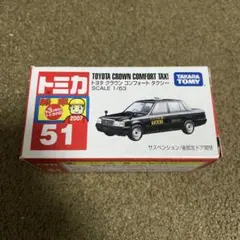 トミカ
2007
51
TOYOTA CROWN COMFORT TAXI
トヨタ クラウン コンフォート タクシー
SCALE 1/63
TAKARA
TOMY
サスペンション/後部左ドア開閉